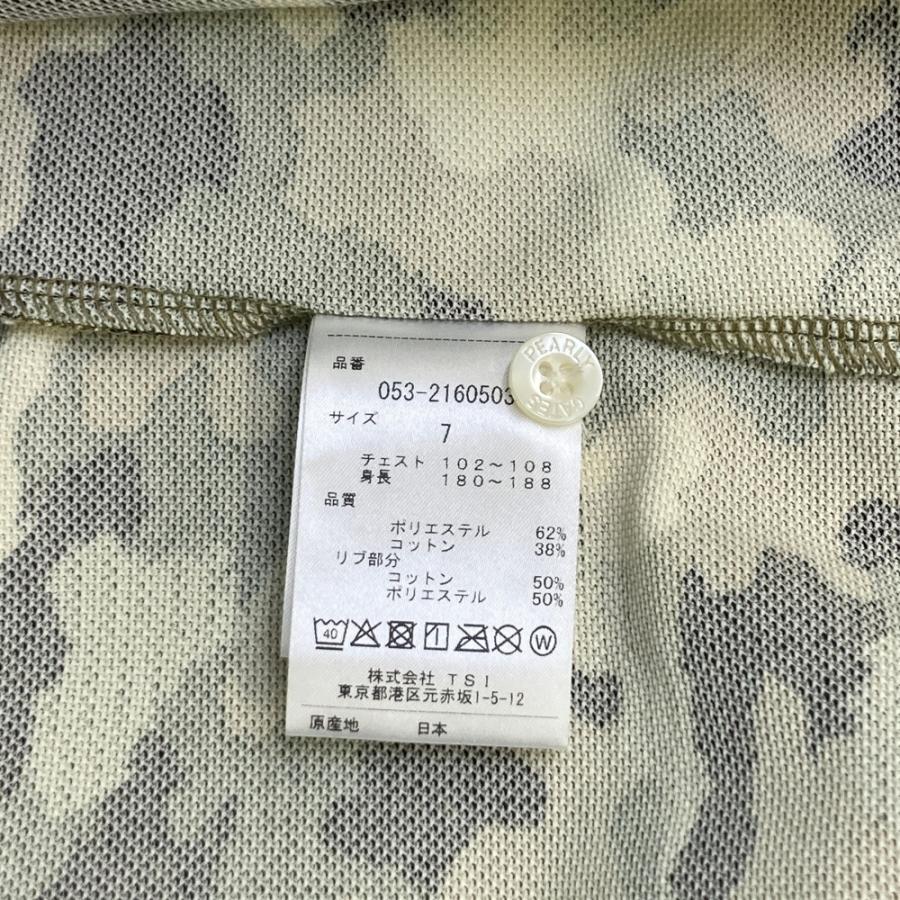 品番
053-2160503
PEARLY
GATES
サイズ
7
チェスト 102～108
身長 180～188
品質
ポリエステル 62%
コットン 38%
リブ部分
コットン 50%
ポリエステル 50%
40
W
株式会社 TSI
東京都港区元赤坂1-5-12
原産地 日本